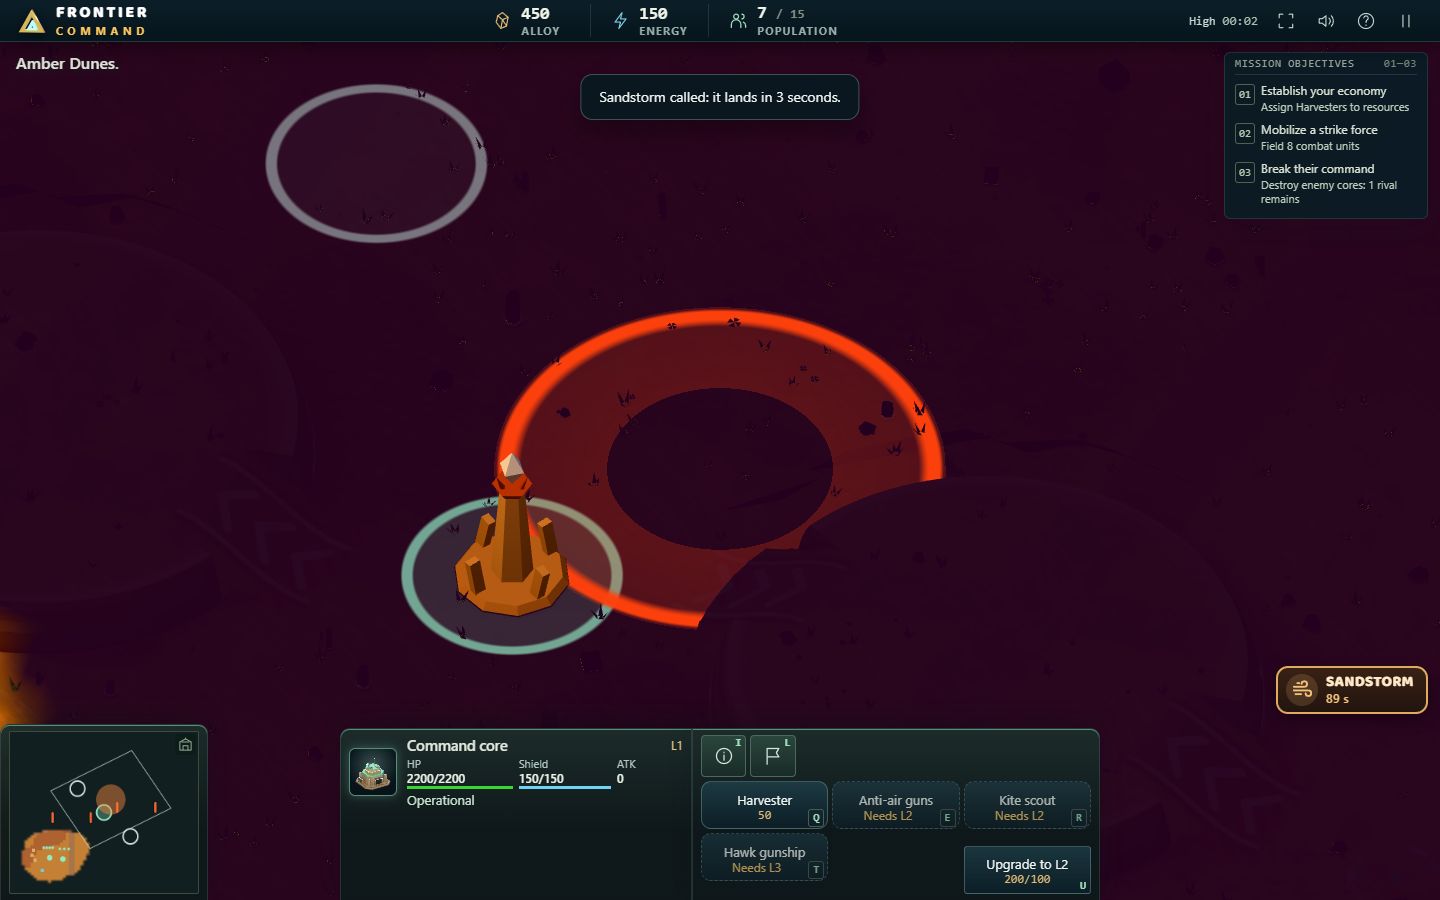 FRONTIER
COMMAND
450
ALLOY
150
ENERGY
7 / 15
POPULATION
High 00:02
Amber Dunes.
Sandstorm called: it lands in 3 seconds.
MISSION OBJECTIVES 01—03
01 Establish your economy
Assign Harvesters to resources
02 Mobilize a strike force
Field 8 combat units
03 Break their command
Destroy enemy cores: 1 rival
remains
SANDSTORM
89 s
Command core L1
HP Shield ATK
2200/2200 150/150 0
Operational
I L
Harvester
50 Q
Anti-air guns
Needs L2 E
Kite scout
Needs L2 R
Hawk gunship
Needs L3 T
Upgrade to L2
200/100 U